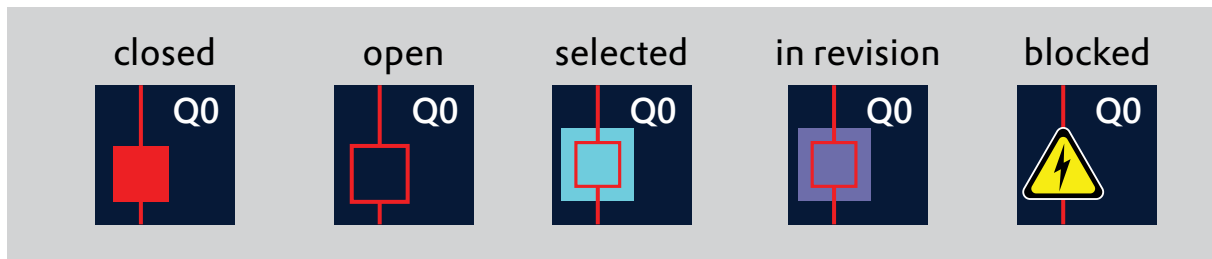 closed open selected in revision blocked
Q0 Q0 Q0 Q0 Q0